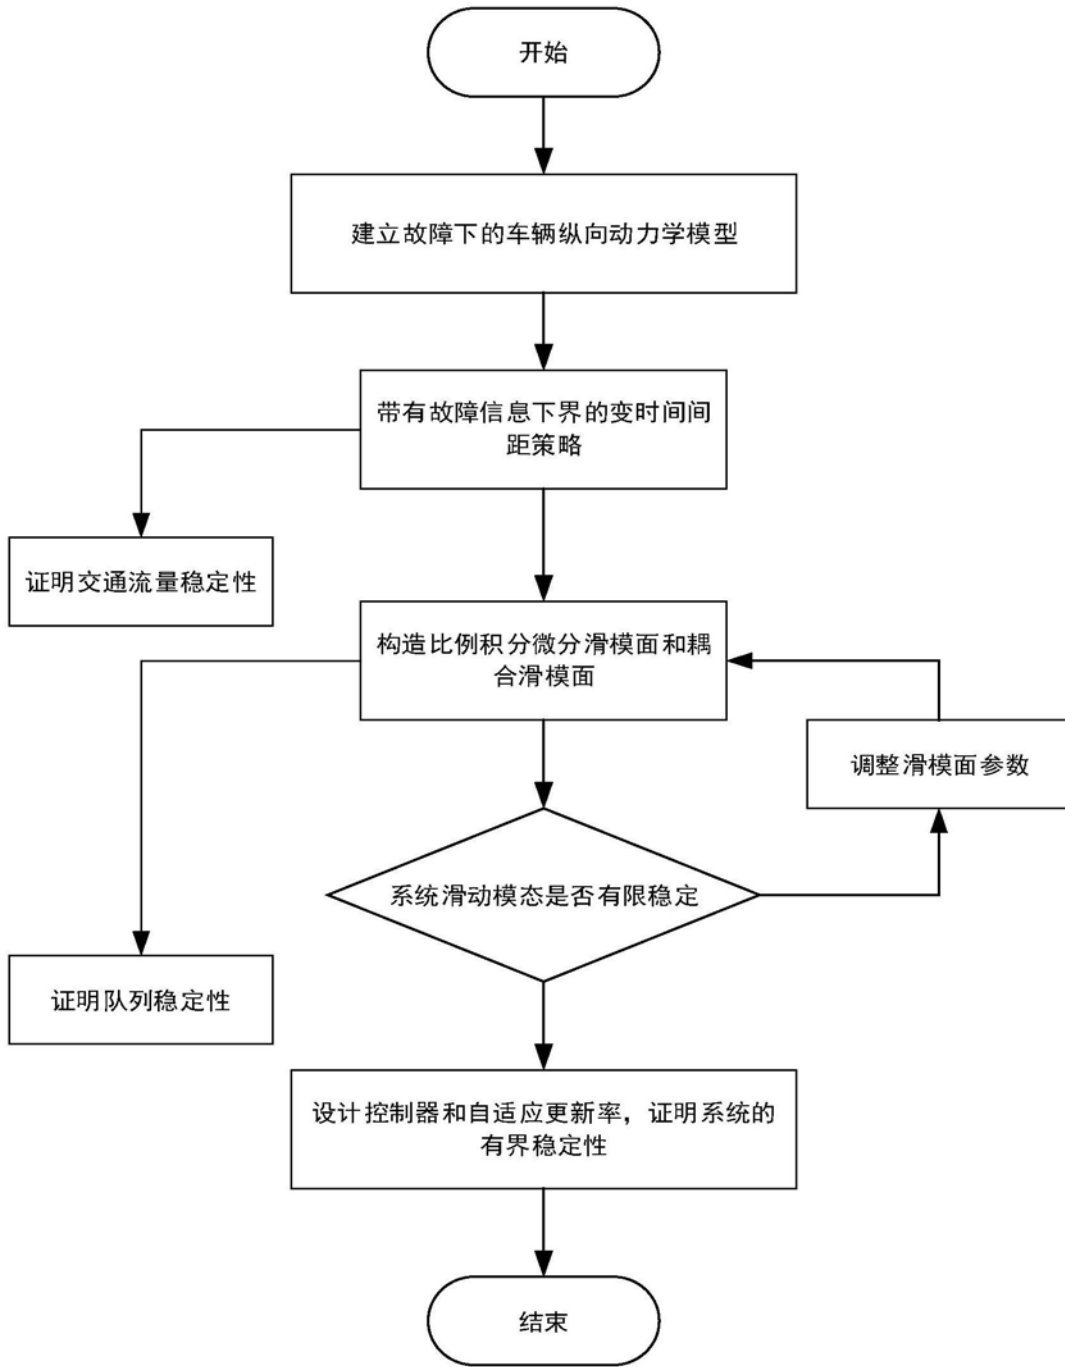 开始
建立故障下的车辆纵向动力学模型
带有故障信息下界的变时间间
距策略
证明交通流量稳定性
构造比例积分微分滑模面和耦
合滑模面
调整滑模面参数
系统滑动模态是否有限稳定
证明队列稳定性
设计控制器和自适应更新率，证明系统的
有界稳定性
结束